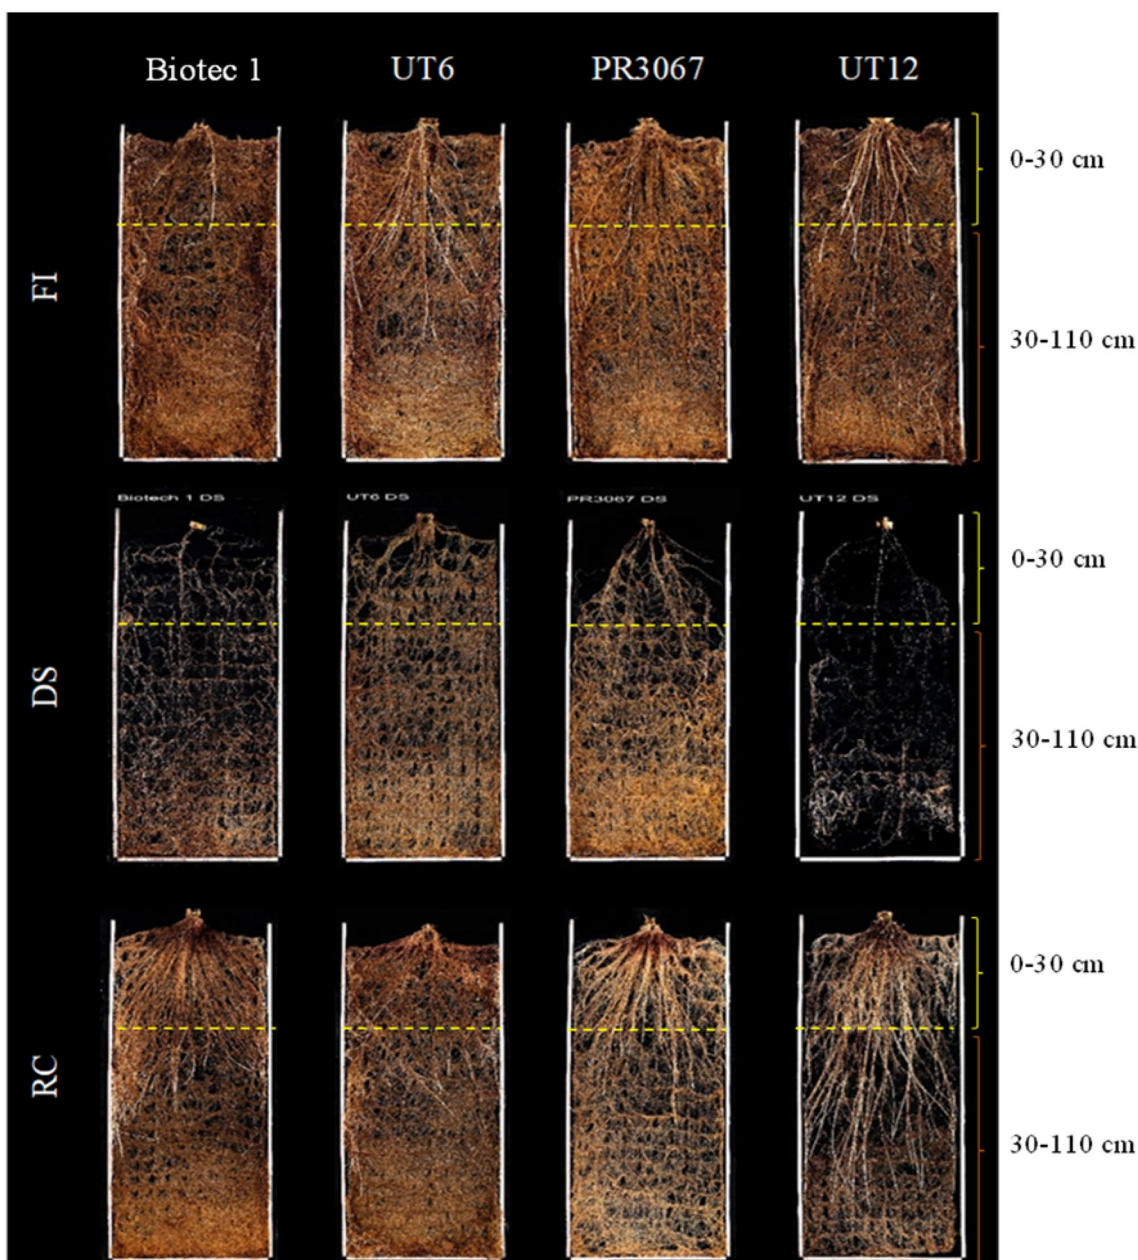 Biotec 1 UT6 PR3067 UT12
0-30 cm
FI
30-110 cm
Biotech 1 DS UT6 DS PR3067 DS UT12 DS
0-30 cm
DS
30-110 cm
0-30 cm
RC
30-110 cm